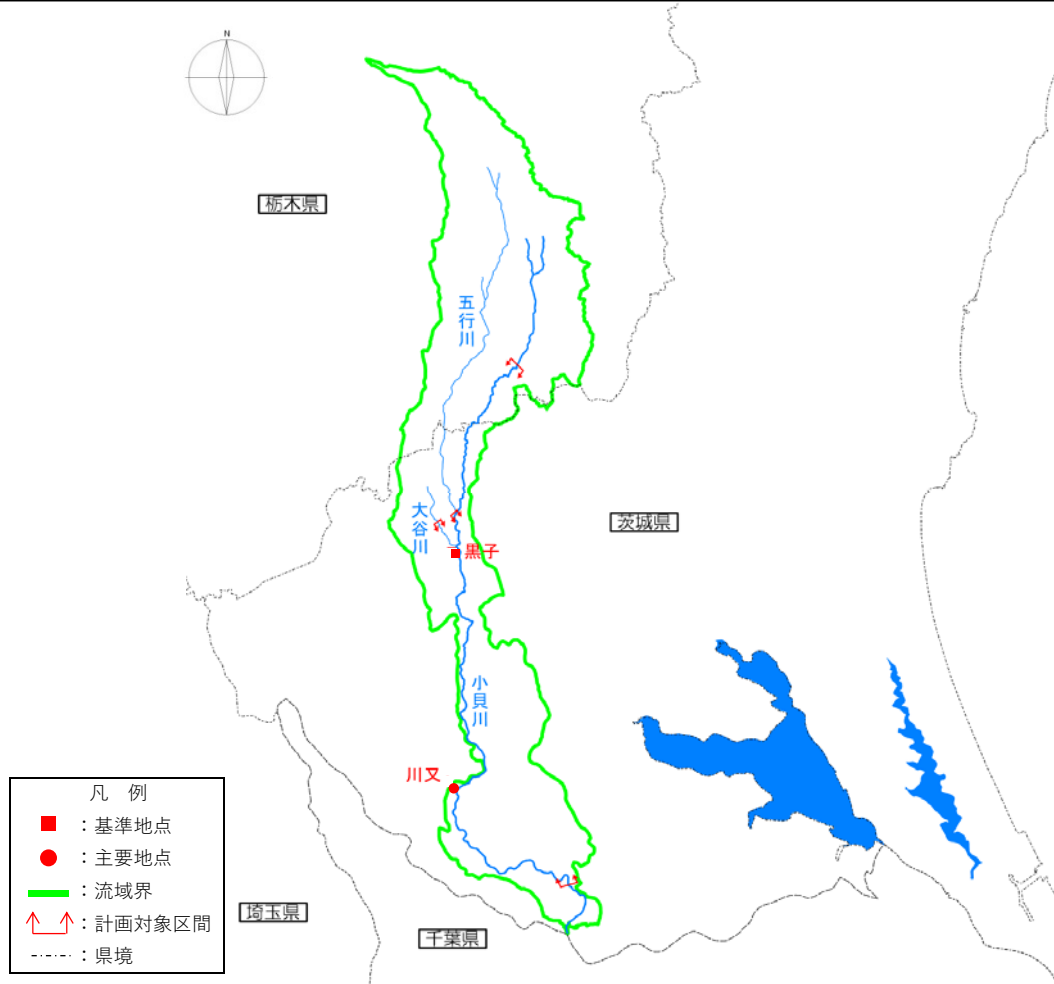 N
栃木県
五行川
大谷川
茨城県
黒子
小貝川
川又
凡 例
：基準地点
：主要地点
：流域界
：計画対象区間
：県境
埼玉県
千葉県